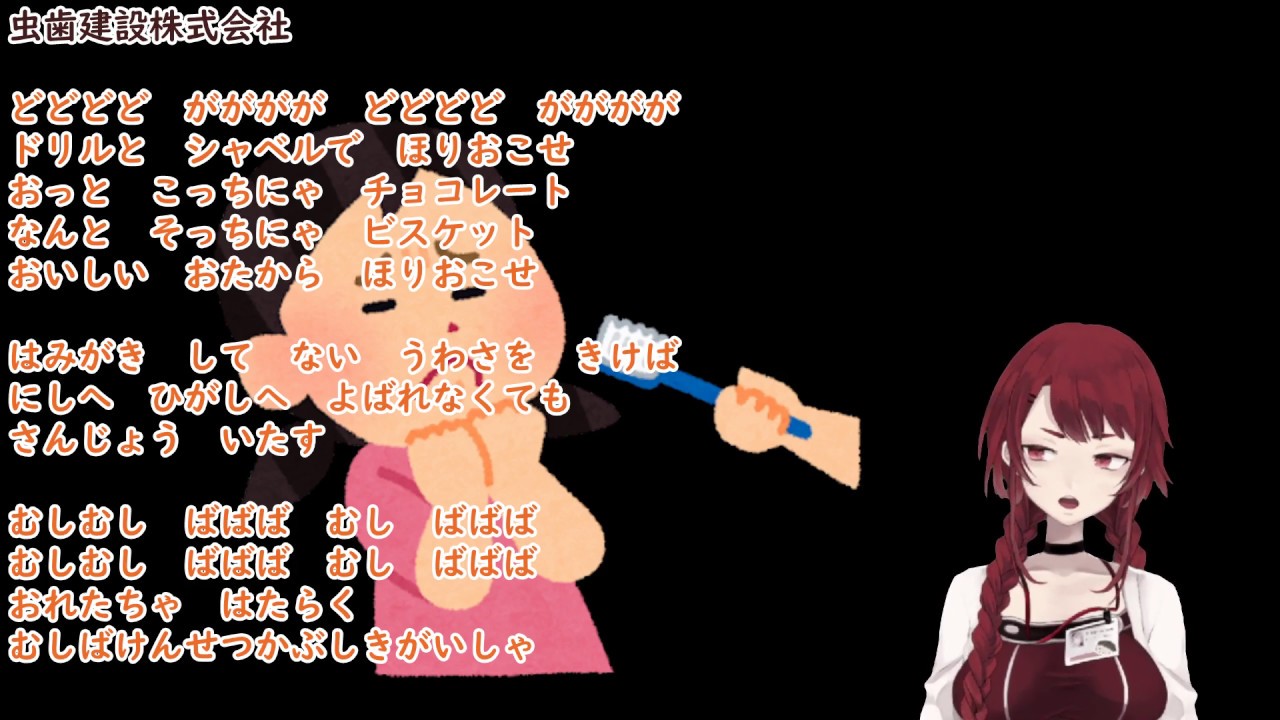 虫歯建設株式会社
どどどど　がががが　どどどど　がががが
ドリルと　シャベルで　ほりおこせ
おっと　こっちにゃ　チョコレート
なんと　そっちにゃ　ビスケット
おいしい　おたから　ほりおこせ
はみがき　して　ない　うわさを　きけば
にしへ　ひがしへ　よばれなくても
さんじょう　いたす
むしむし　ばばば　むし　ばばば
むしむし　ばばば　むし　ばばば
おれたちゃ　はたらく
むしばけんせつかぶしきがいしゃ